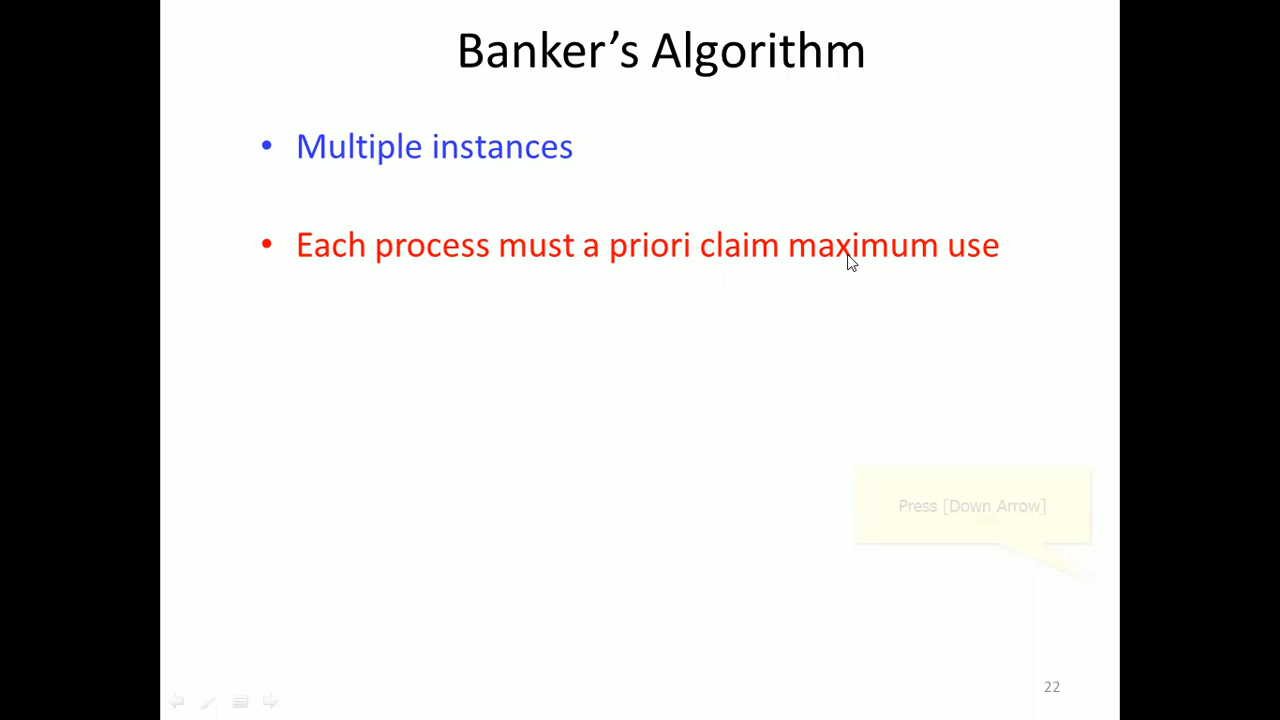 Banker’s Algorithm
• Multiple instances
• Each process must a priori claim maximum use
Press [Down Arrow]
22